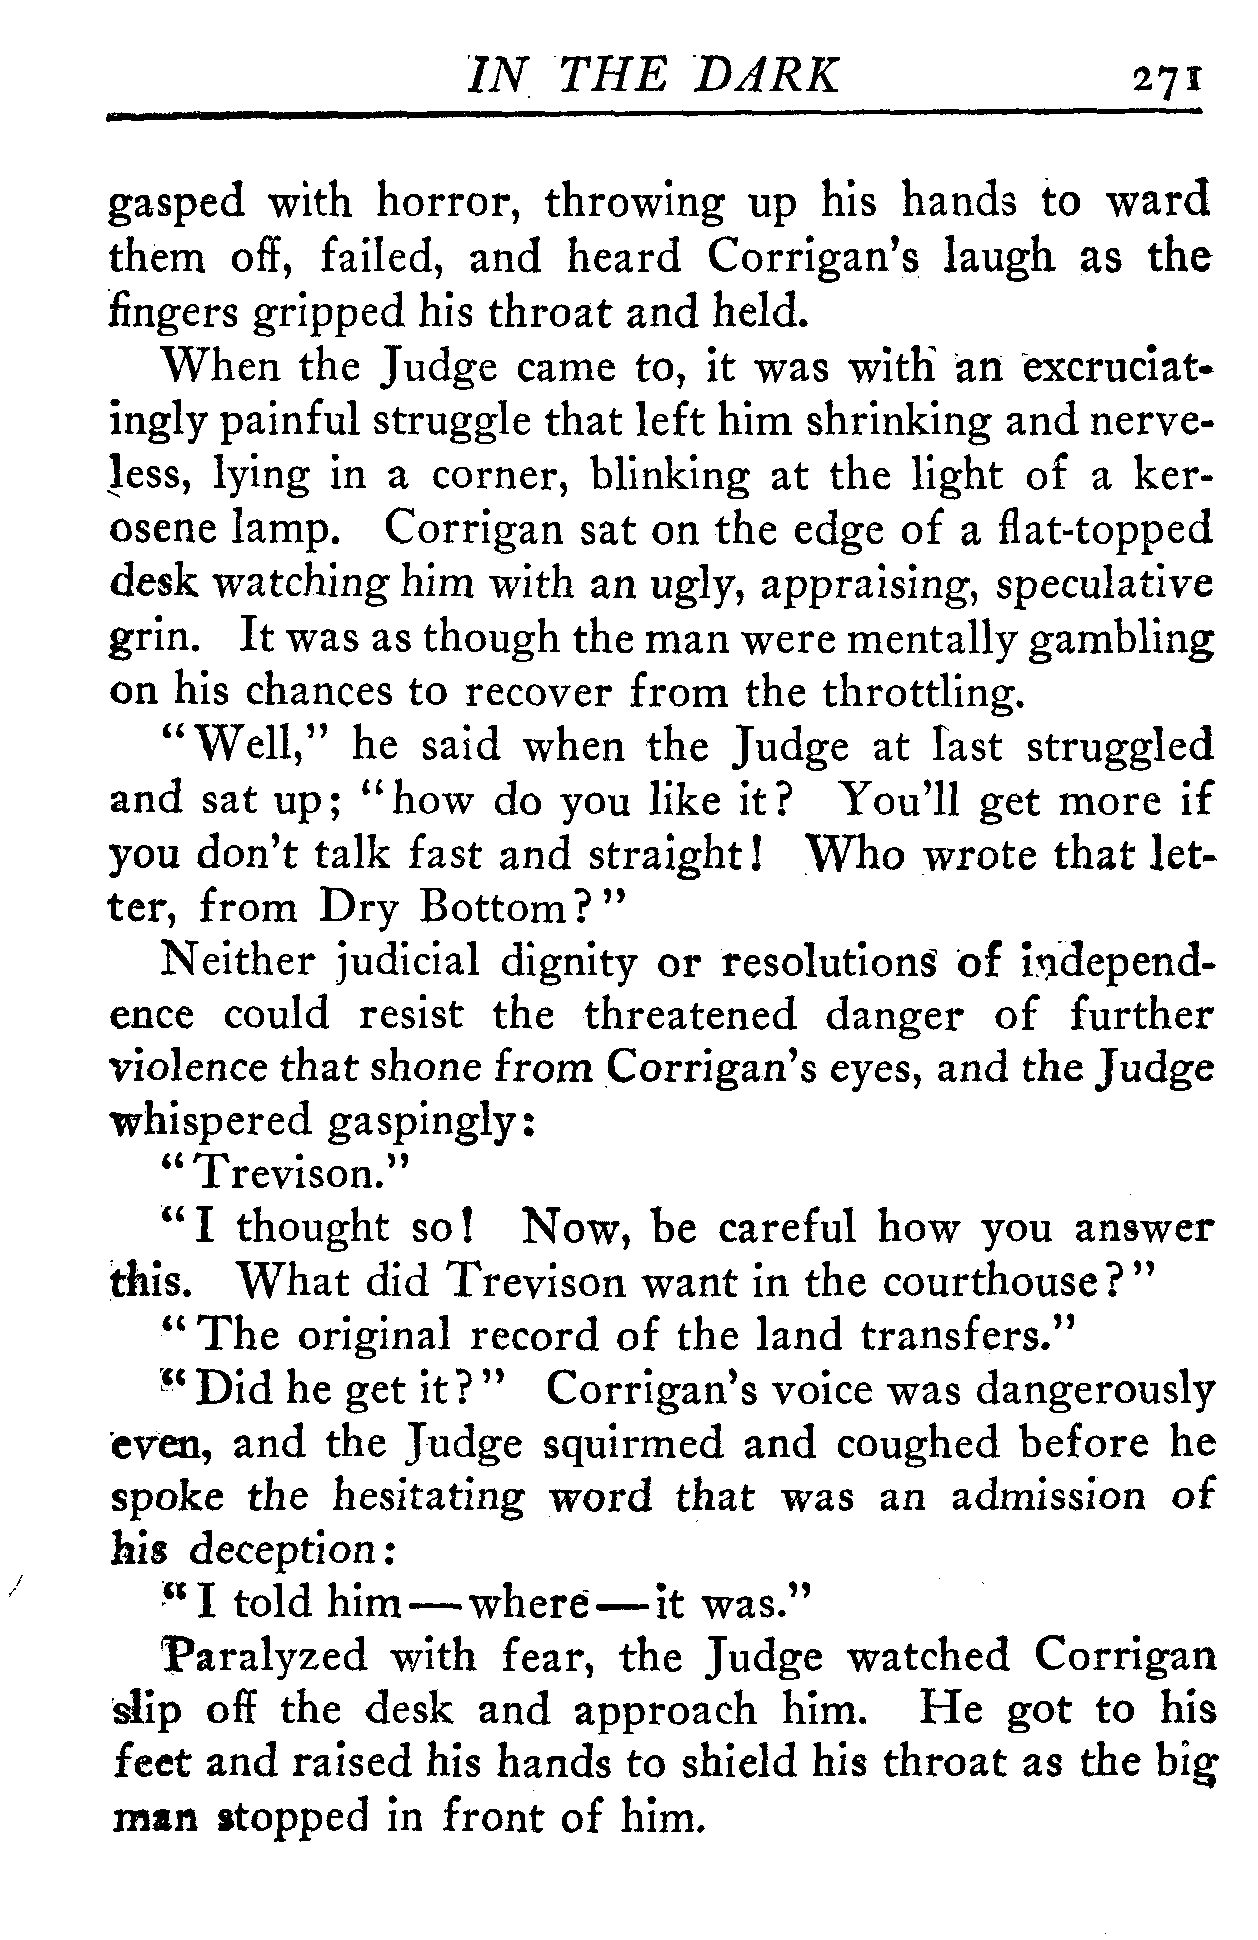 IN THE DARK 271
gasped with horror, throwing up his hands to ward
them off, failed, and heard Corrigan's laugh as the
fingers gripped his throat and held.
When the Judge came to, it was with an excruciat-
ingly painful struggle that left him shrinking and nerve-
less, lying in a corner, blinking at the light of a ker-
osene lamp. Corrigan sat on the edge of a flat-topped
desk watching him with an ugly, appraising, speculative
grin. It was as though the man were mentally gambling
on his chances to recover from the throttling.
"Well," he said when the Judge at last struggled
and sat up; "how do you like it? You'll get more if
you don't talk fast and straight! Who wrote that let-
ter, from Dry Bottom?"
Neither judicial dignity or resolutions of independ-
ence could resist the threatened danger of further
violence that shone from Corrigan's eyes, and the Judge
whispered gaspingly:
"Trevison."
"I thought so! Now, be careful how you answer
this. What did Trevison want in the courthouse?"
"The original record of the land transfers."
"Did he get it?" Corrigan's voice was dangerously
even, and the Judge squirmed and coughed before he
spoke the hesitating word that was an admission of
his deception:
"I told him—where—it was."
Paralyzed with fear, the Judge watched Corrigan
slip off the desk and approach him. He got to his
feet and raised his hands to shield his throat as the big
man stopped in front of him.